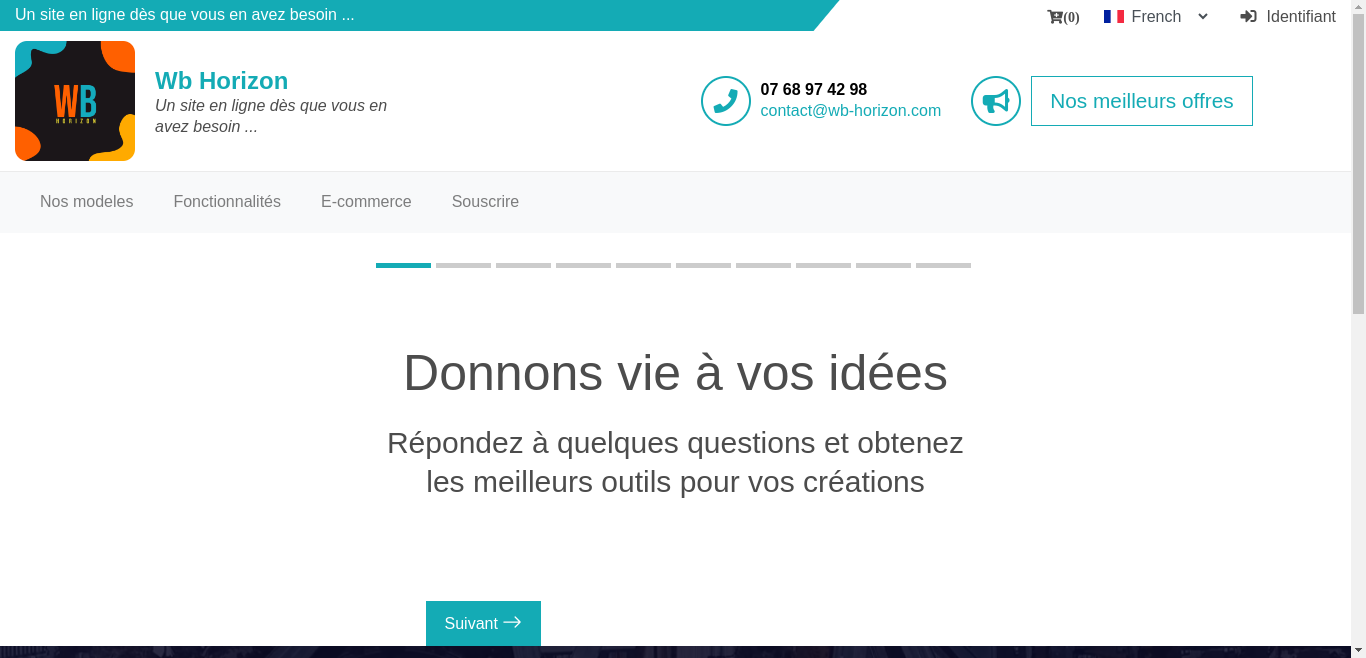 Un site en ligne dès que vous en avez besoin ...
(0)
French
Identifiant
WB
HORIZON
Wb Horizon
Un site en ligne dès que vous en
avez besoin ...
07 68 97 42 98
contact@wb-horizon.com
Nos meilleurs offres
Nos modeles
Fonctionnalités
E-commerce
Souscrire
Donnons vie à vos idées
Répondez à quelques questions et obtenez
les meilleurs outils pour vos créations
Suivant